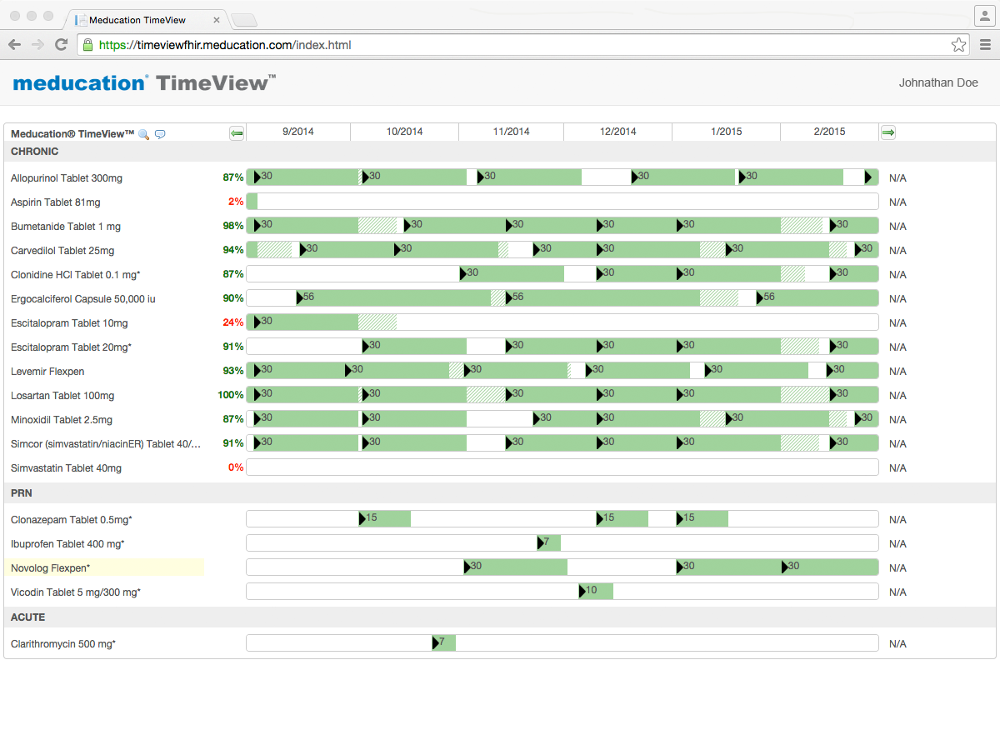 Meducation TimeView
https://timeviewfhir.meducation.com/index.html
meducation® TimeView™ Johnathan Doe
Meducation® TimeView™ 9/2014 10/2014 11/2014 12/2014 1/2015 2/2015
CHRONIC
Allopurinol Tablet 300mg 87% 30 30 30 30 30 N/A
Aspirin Tablet 81mg 2% N/A
Bumetanide Tablet 1 mg 98% 30 30 30 30 30 30 N/A
Carvedilol Tablet 25mg 94% 30 30 30 30 30 30 N/A
Clonidine HCl Tablet 0.1 mg* 87% 30 30 30 30 N/A
Ergocalciferol Capsule 50,000 iu 90% 56 56 56 N/A
Escitalopram Tablet 10mg 24% 30 N/A
Escitalopram Tablet 20mg* 91% 30 30 30 30 30 N/A
Levemir Flexpen 93% 30 30 30 30 30 30 N/A
Losartan Tablet 100mg 100% 30 30 30 30 30 30 N/A
Minoxidil Tablet 2.5mg 87% 30 30 30 30 30 30 N/A
Simcor (simvastatin/niacinER) Tablet 40/... 91% 30 30 30 30 30 30 N/A
Simvastatin Tablet 40mg 0% N/A
PRN
Clonazepam Tablet 0.5mg* 15 15 15 N/A
Ibuprofen Tablet 400 mg* 7 N/A
Novolog Flexpen* 30 30 30 N/A
Vicodin Tablet 5 mg/300 mg* 10 N/A
ACUTE
Clarithromycin 500 mg* 7 N/A